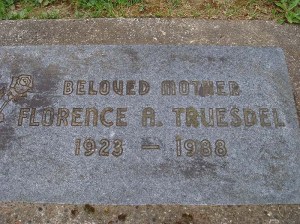 BELOVED MOTHER
FLORENCE A. TRUESDEL
1923 — 1988